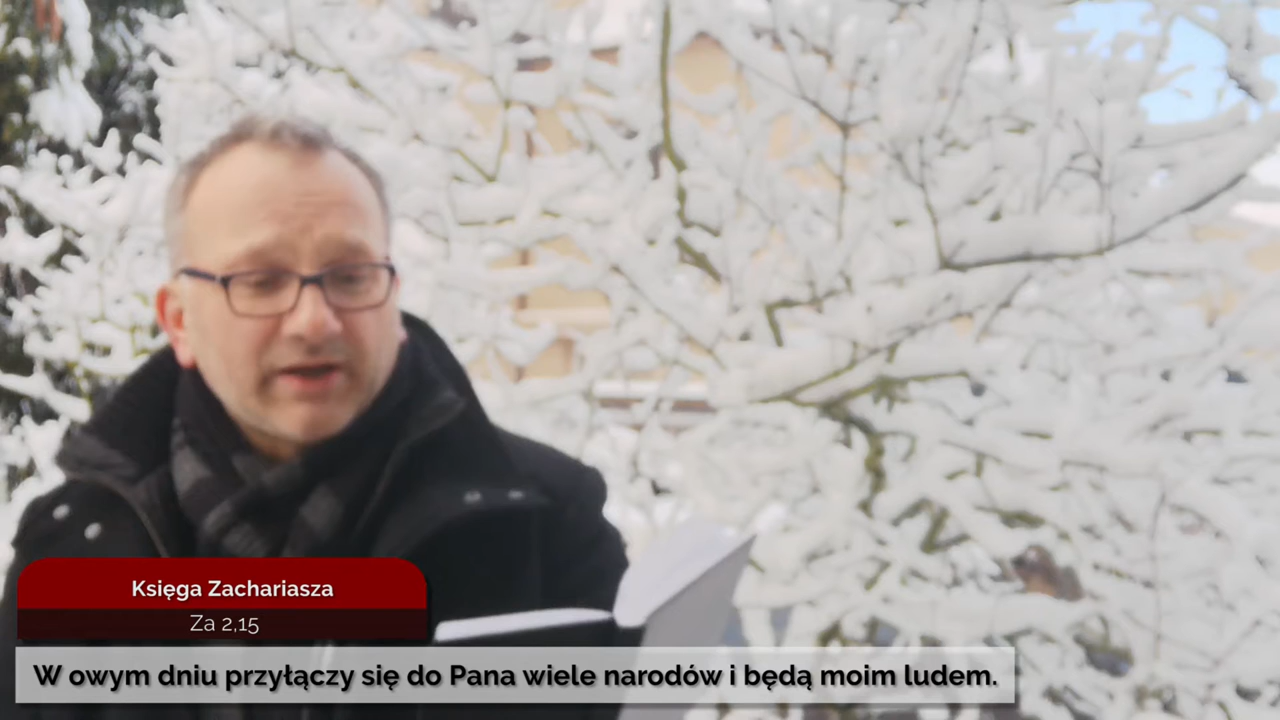 Księga Zachariasza
Za 2,15
W owym dniu przyłączy się do Pana wiele narodów i będą moim ludem.